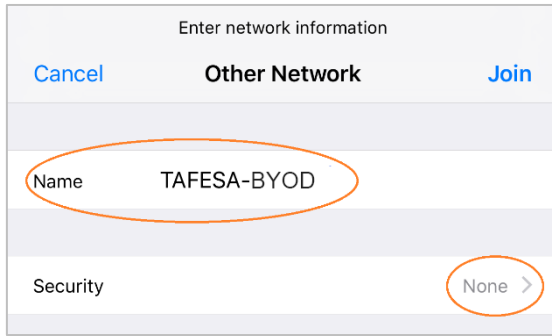 Enter network information
Cancel Other Network Join
Name TAFESA-BYOD
Security None